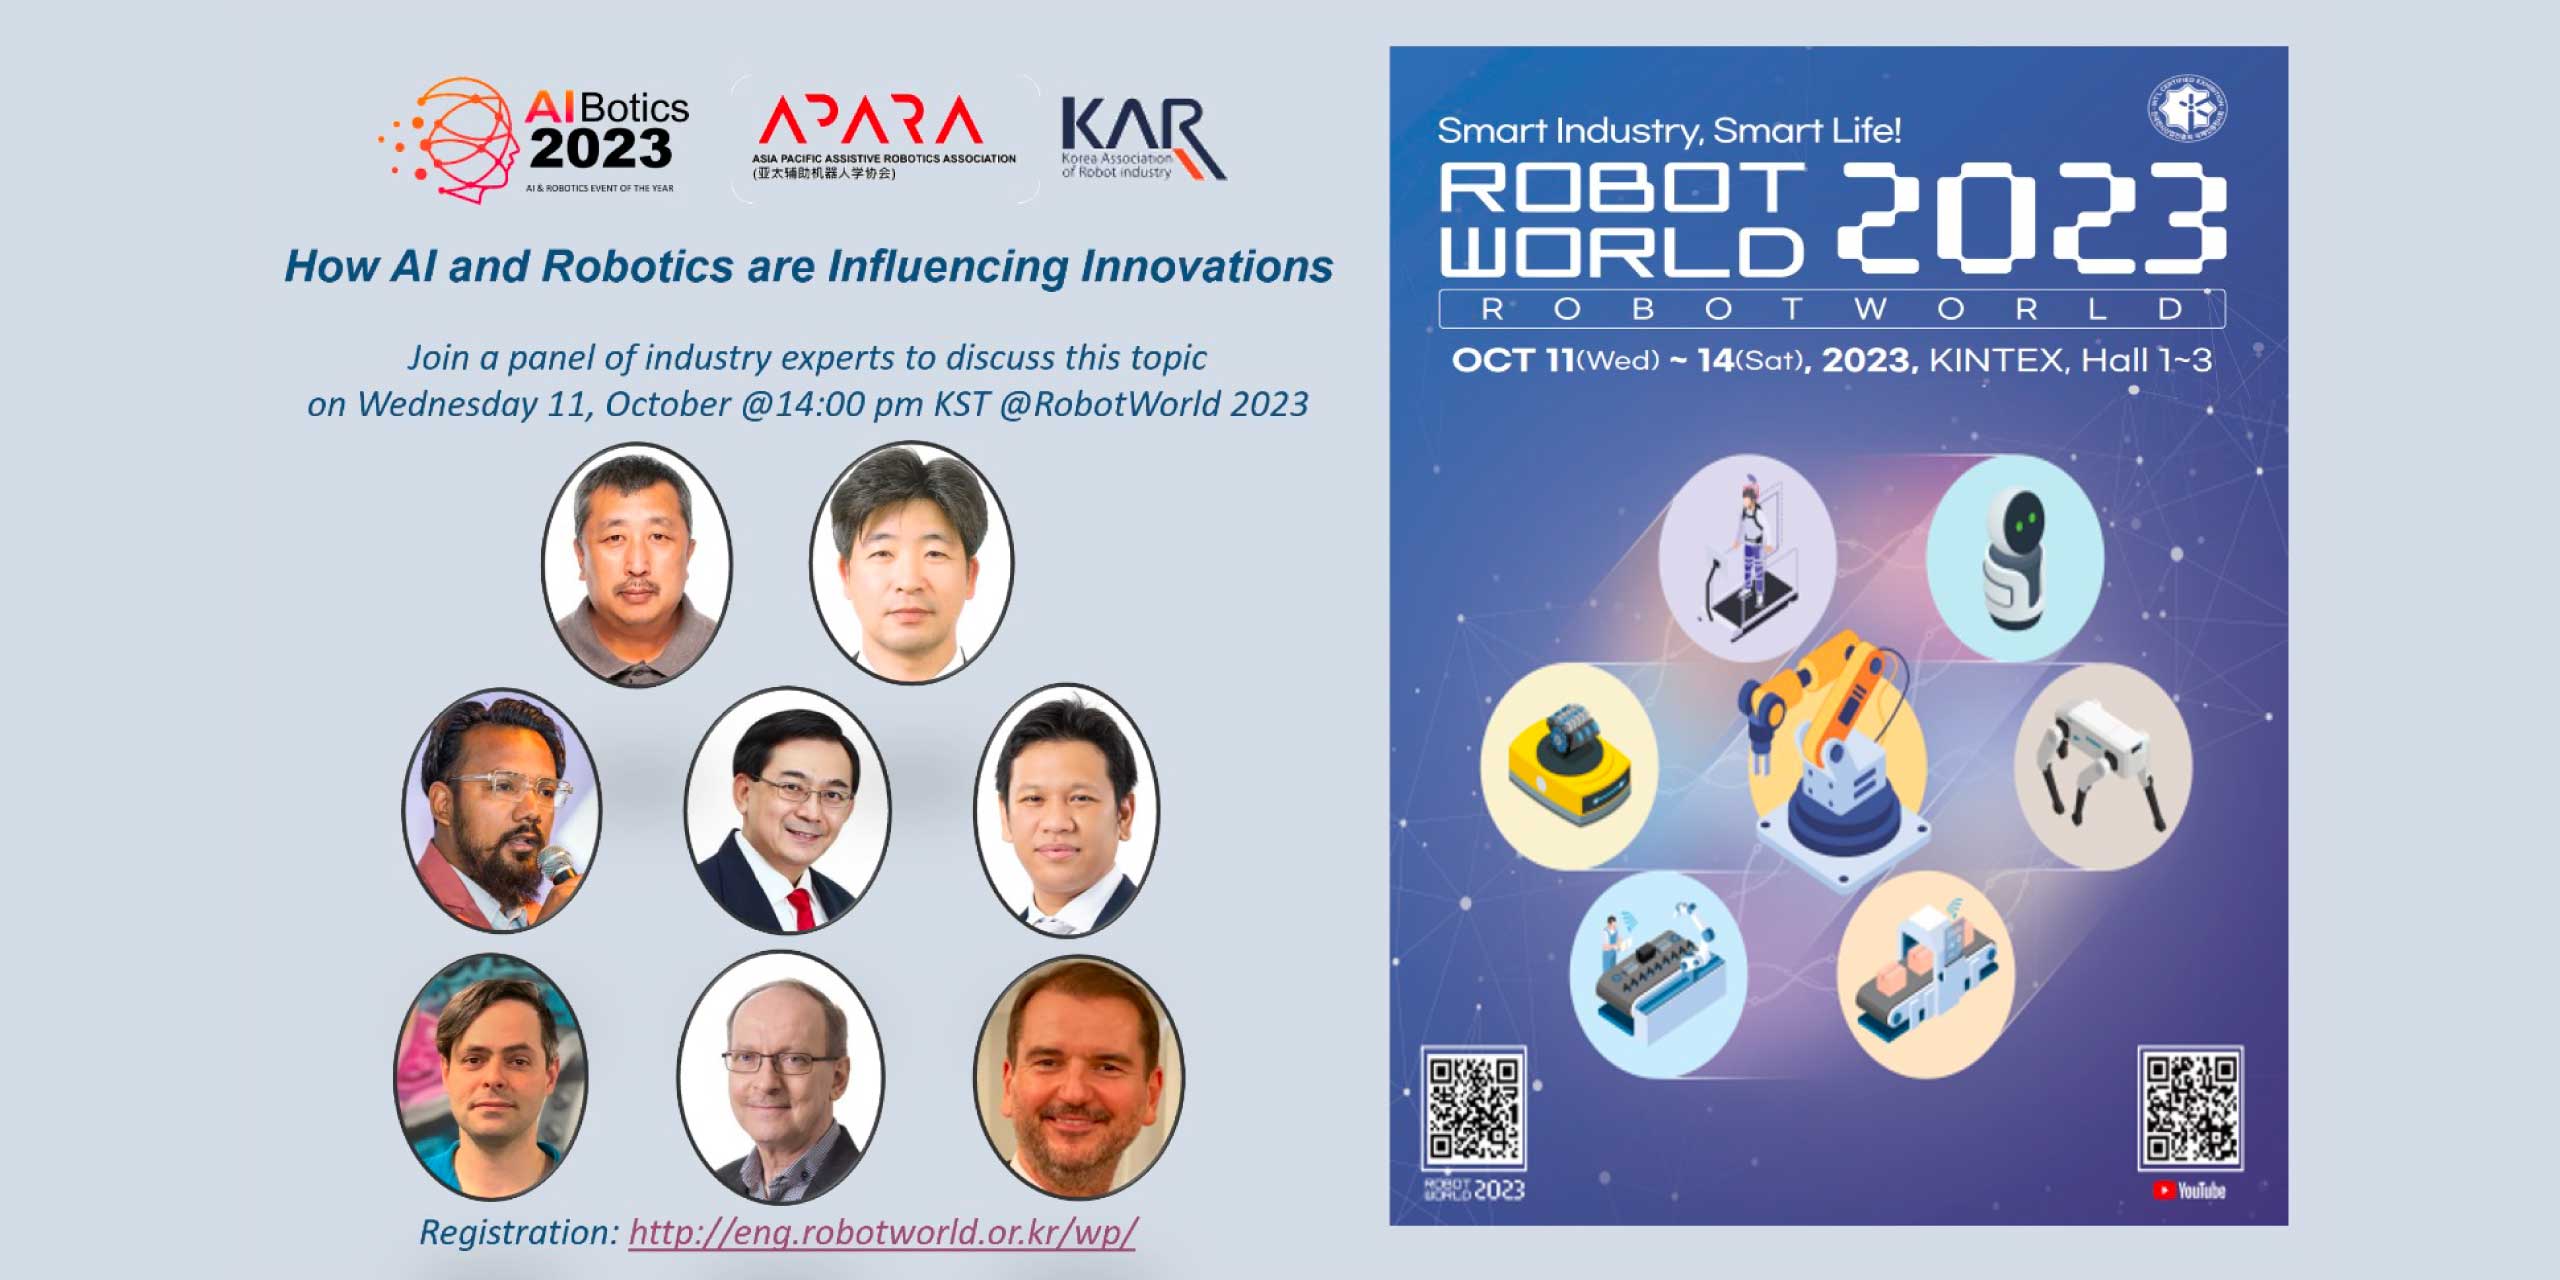 AIBotics
2023
AI & ROBOTICS EVENT OF THE YEAR
APARA
ASIA PACIFIC ASSISTIVE ROBOTICS ASSOCIATION
(亚太辅助机器人学协会)
KAR
Korea Association
of Robot industry
How AI and Robotics are Influencing Innovations
Join a panel of industry experts to discuss this topic
on Wednesday 11, October @14:00 pm KST @RobotWorld 2023
Registration: http://eng.robotworld.or.kr/wp/
Smart Industry, Smart Life!
ROBOT
WORLD 2023
ROBOTWORLD
OCT 11(Wed) ~ 14(Sat), 2023, KINTEX, Hall 1~3
ROBOT
WORLD 2023
YouTube